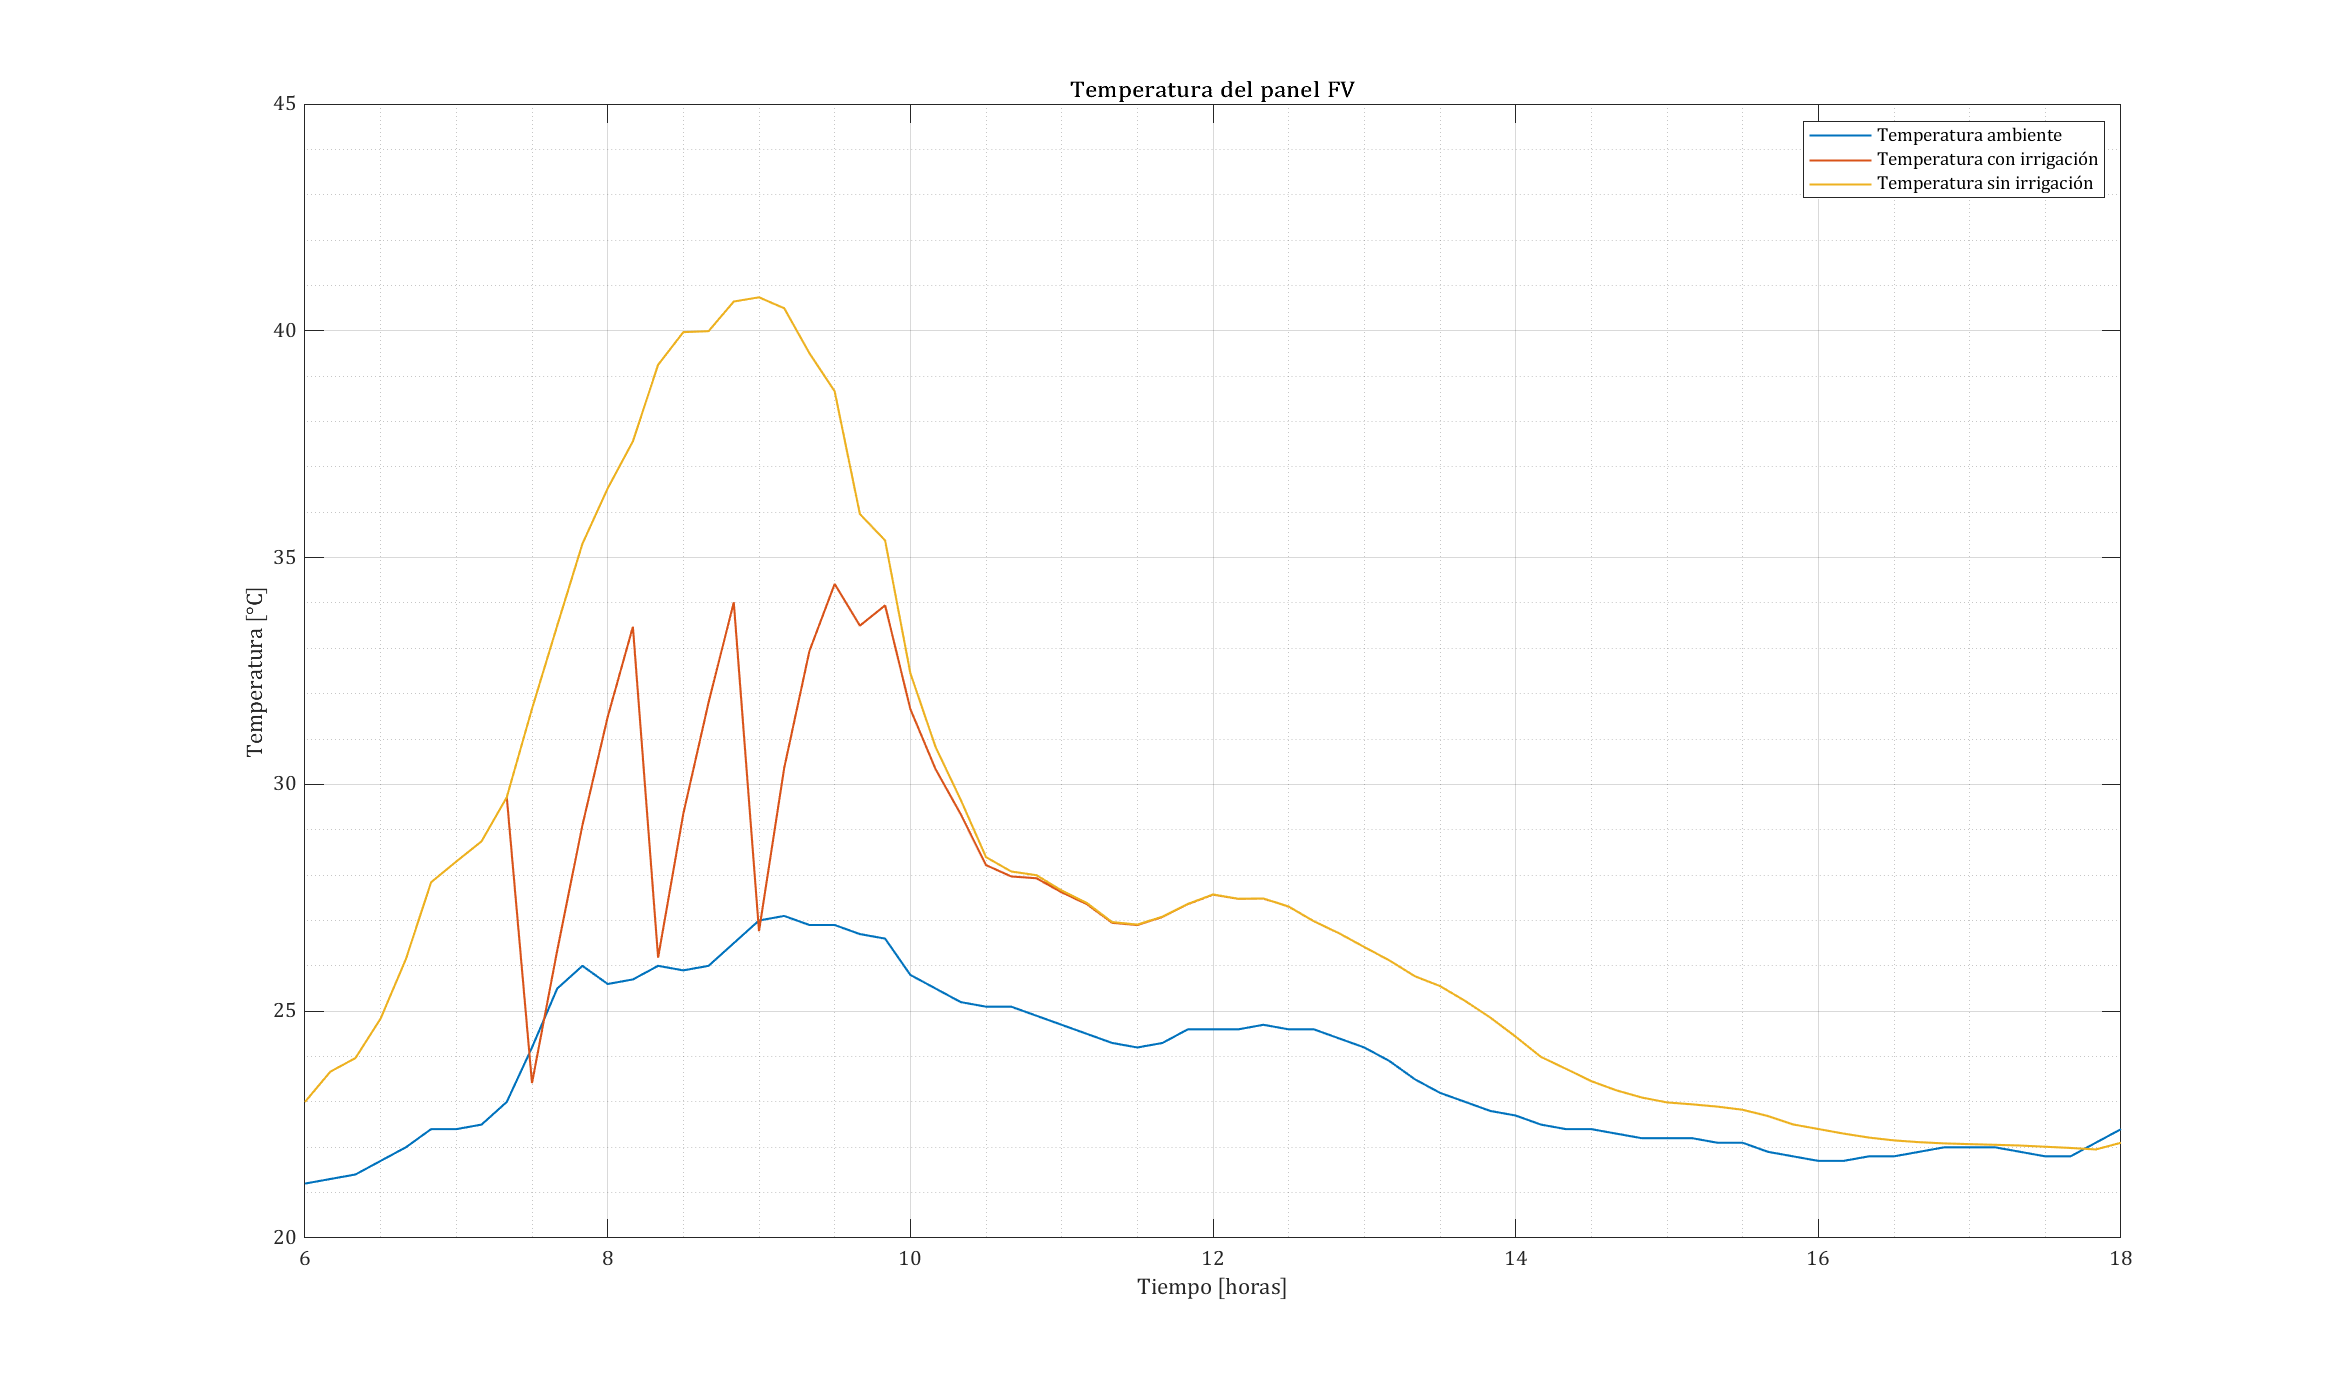 Temperatura del panel FV
45
40
35
30
25
20
Temperatura [°C]
Temperatura ambiente
Temperatura con irrigación
Temperatura sin irrigación
6 8 10 12 14 16 18
Tiempo [horas]